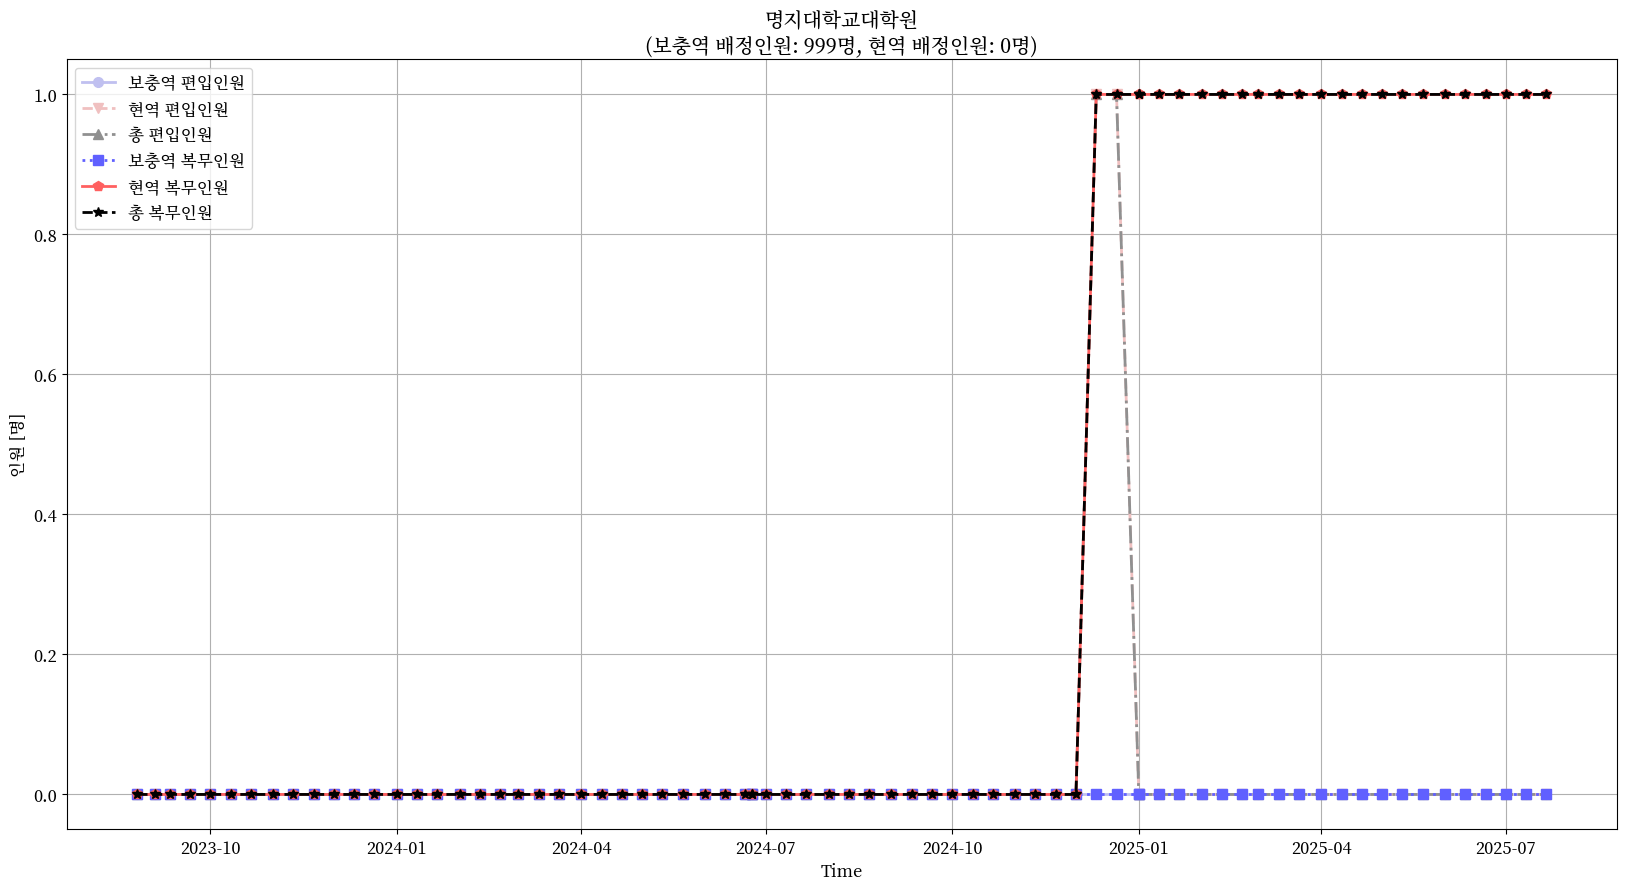 명지대학교대학원
(보충역 배정인원: 999명, 현역 배정인원: 0명)
보충역 편입인원
현역 편입인원
총 편입인원
보충역 복무인원
현역 복무인원
총 복무인원
1.0
0.8
0.6
0.4
0.2
0.0
인원 [명]
2023-10
2024-01
2024-04
2024-07
2024-10
2025-01
2025-04
2025-07
Time